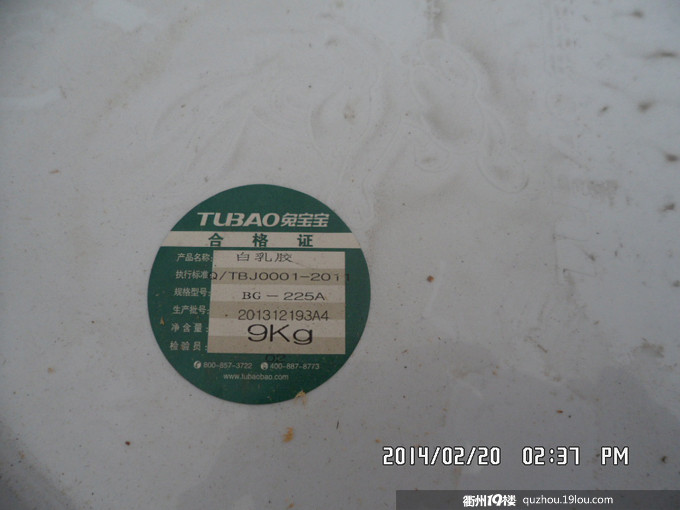 TUBAO兔宝宝
合格证
产品名称: 白乳胶
执行标准: Q/TBJ0001-2011
规格型号: BG-225A
生产批号: 201312193A4
净含量: 9Kg
检验员: 02
800-857-3722 400-887-8773
www.tubaobao.com
2014/02/20 02:37 PM
衢州19楼 quzhou.19lou.com